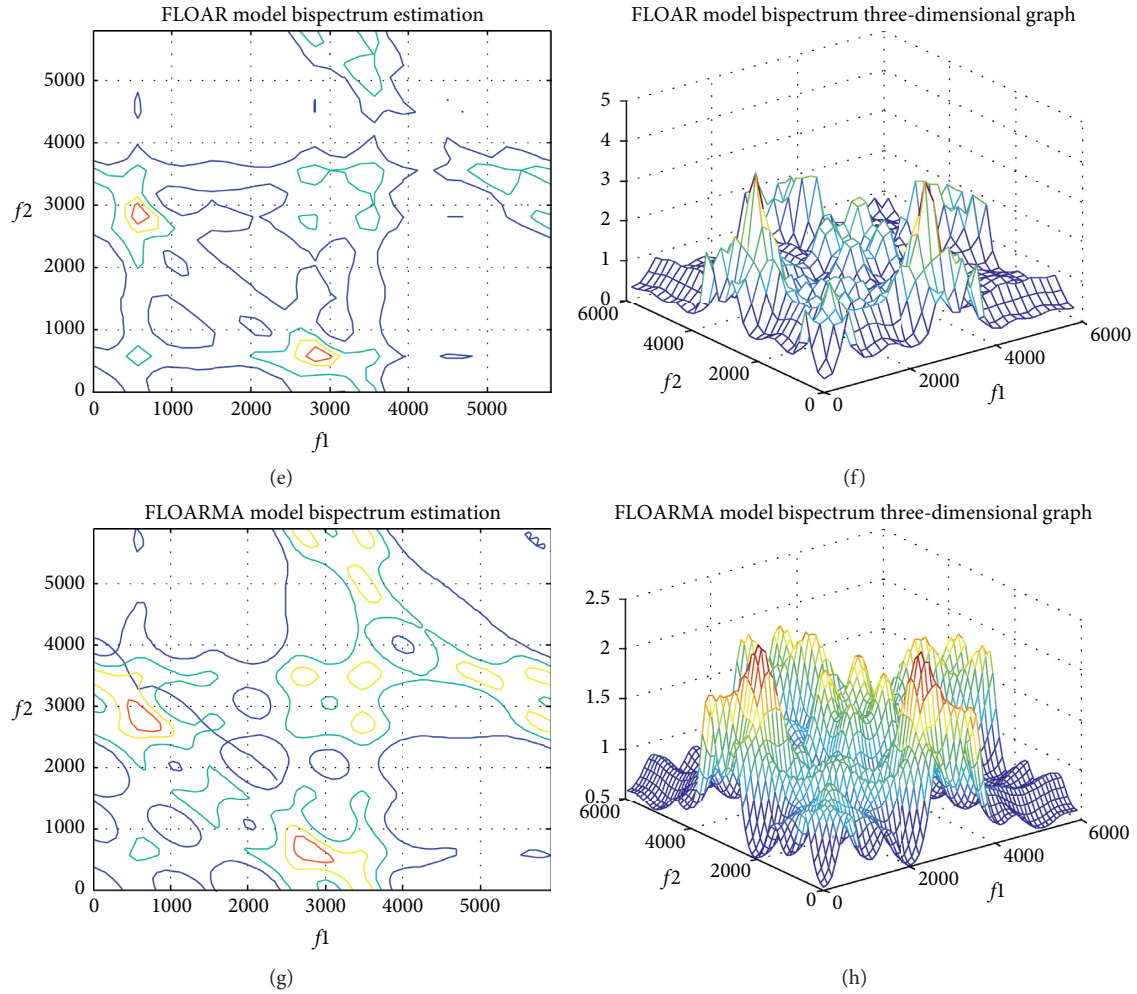 FLOAR model bispectrum estimation
5000
4000
3000
2000
1000
0
f2
0 1000 2000 3000 4000 5000
f1
(e)
FLOAR model bispectrum three-dimensional graph
5
4
3
2
1
0
6000
4000
2000
0
f2
0
2000
4000
6000
f1
(f)
FLOARMA model bispectrum estimation
5000
4000
3000
2000
1000
0
f2
0 1000 2000 3000 4000 5000
f1
(g)
FLOARMA model bispectrum three-dimensional graph
2.5
2
1.5
1
0.5
6000
4000
2000
0
f2
0
2000
4000
6000
f1
(h)